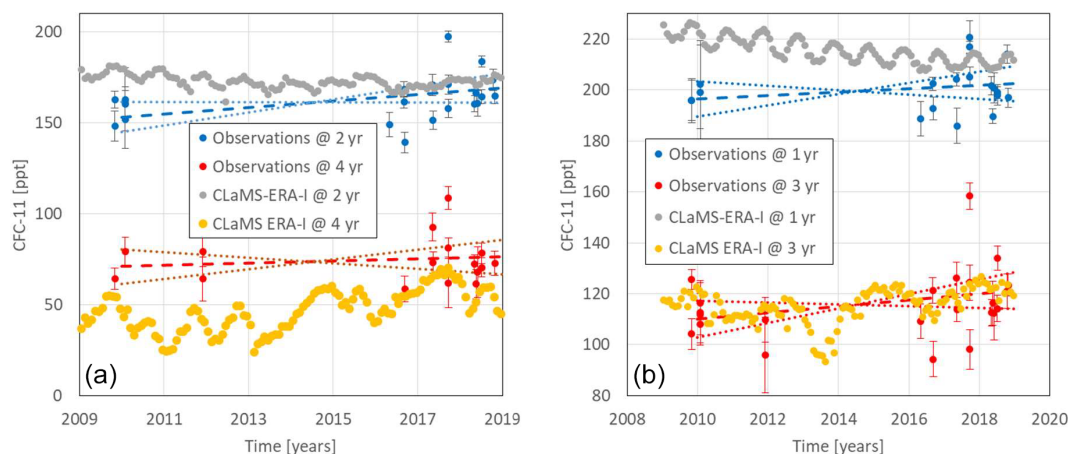 200
150
100
50
0
CFC-11 [ppt]
Observations @ 2 yr
Observations @ 4 yr
CLaMS-ERA-I @ 2 yr
CLaMS ERA-I @ 4 yr
(a)
2009 2011 2013 2015 2017 2019
Time [years]
220
200
180
160
140
120
100
80
CFC-11 [ppt]
Observations @ 1 yr
Observations @ 3 yr
CLaMS-ERA-I @ 1 yr
CLaMS ERA-I @ 3 yr
(b)
2008 2010 2012 2014 2016 2018 2020
Time [years]